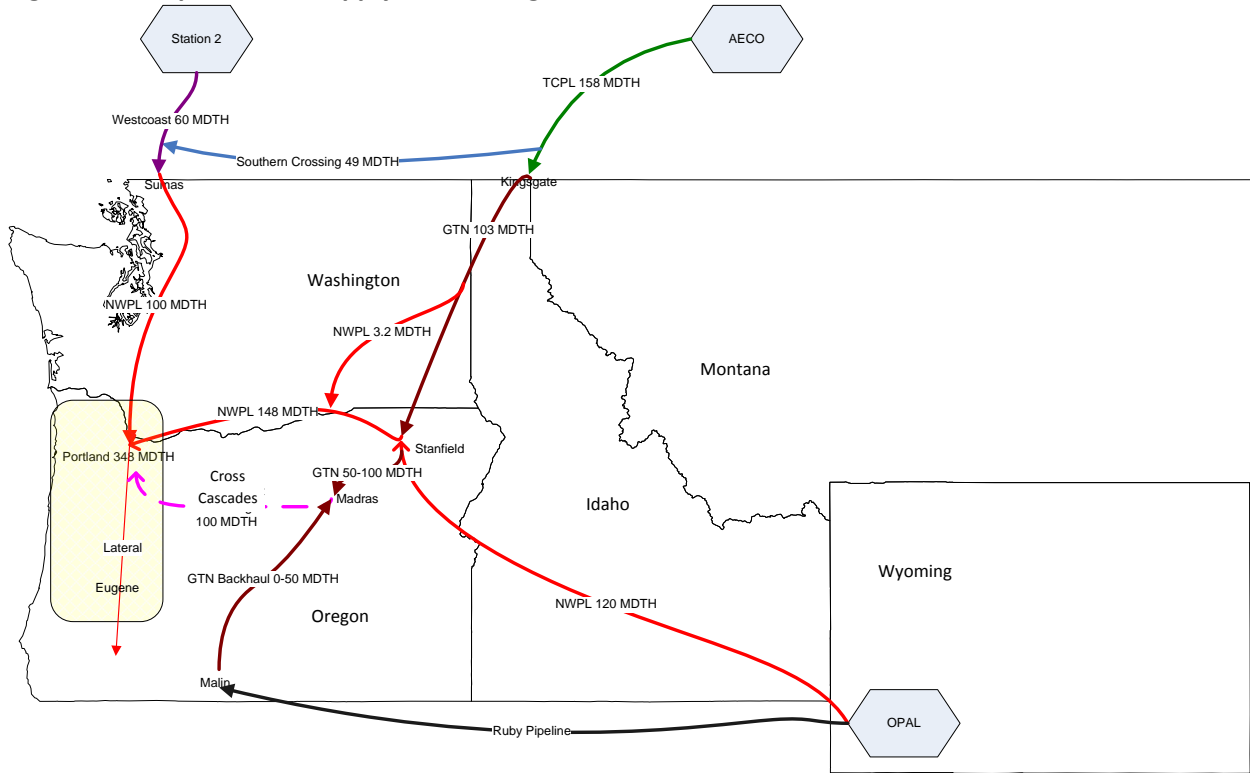 Station 2
AECO
TCPL 158 MDTH
Westcoast 60 MDTH
Southern Crossing 49 MDTH
Sumas
Kingsgate
GTN 103 MDTH
Washington
NWPL 100 MDTH
NWPL 3.2 MDTH
Montana
NWPL 148 MDTH
Stanfield
Portland 348 MDTH
GTN 50-100 MDTH
Cross
Cascades
Madras
100 MDTH
Idaho
Lateral
GTN Backhaul 0-50 MDTH
Wyoming
Eugene
NWPL 120 MDTH
Oregon
Malin
OPAL
Ruby Pipeline